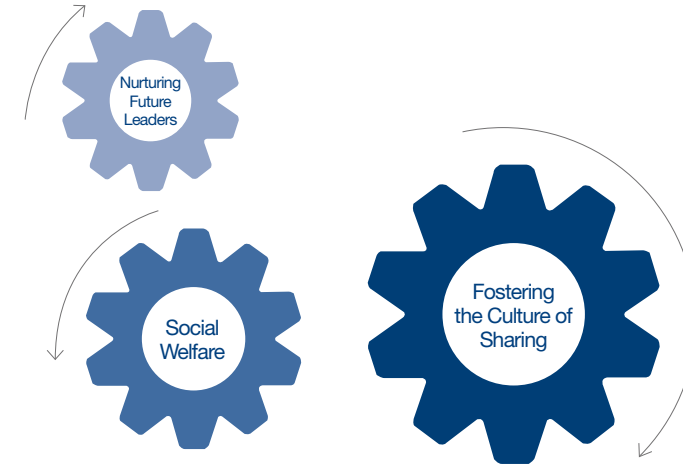 Nurturing
Future
Leaders
Social
Welfare
Fostering
the Culture of
Sharing